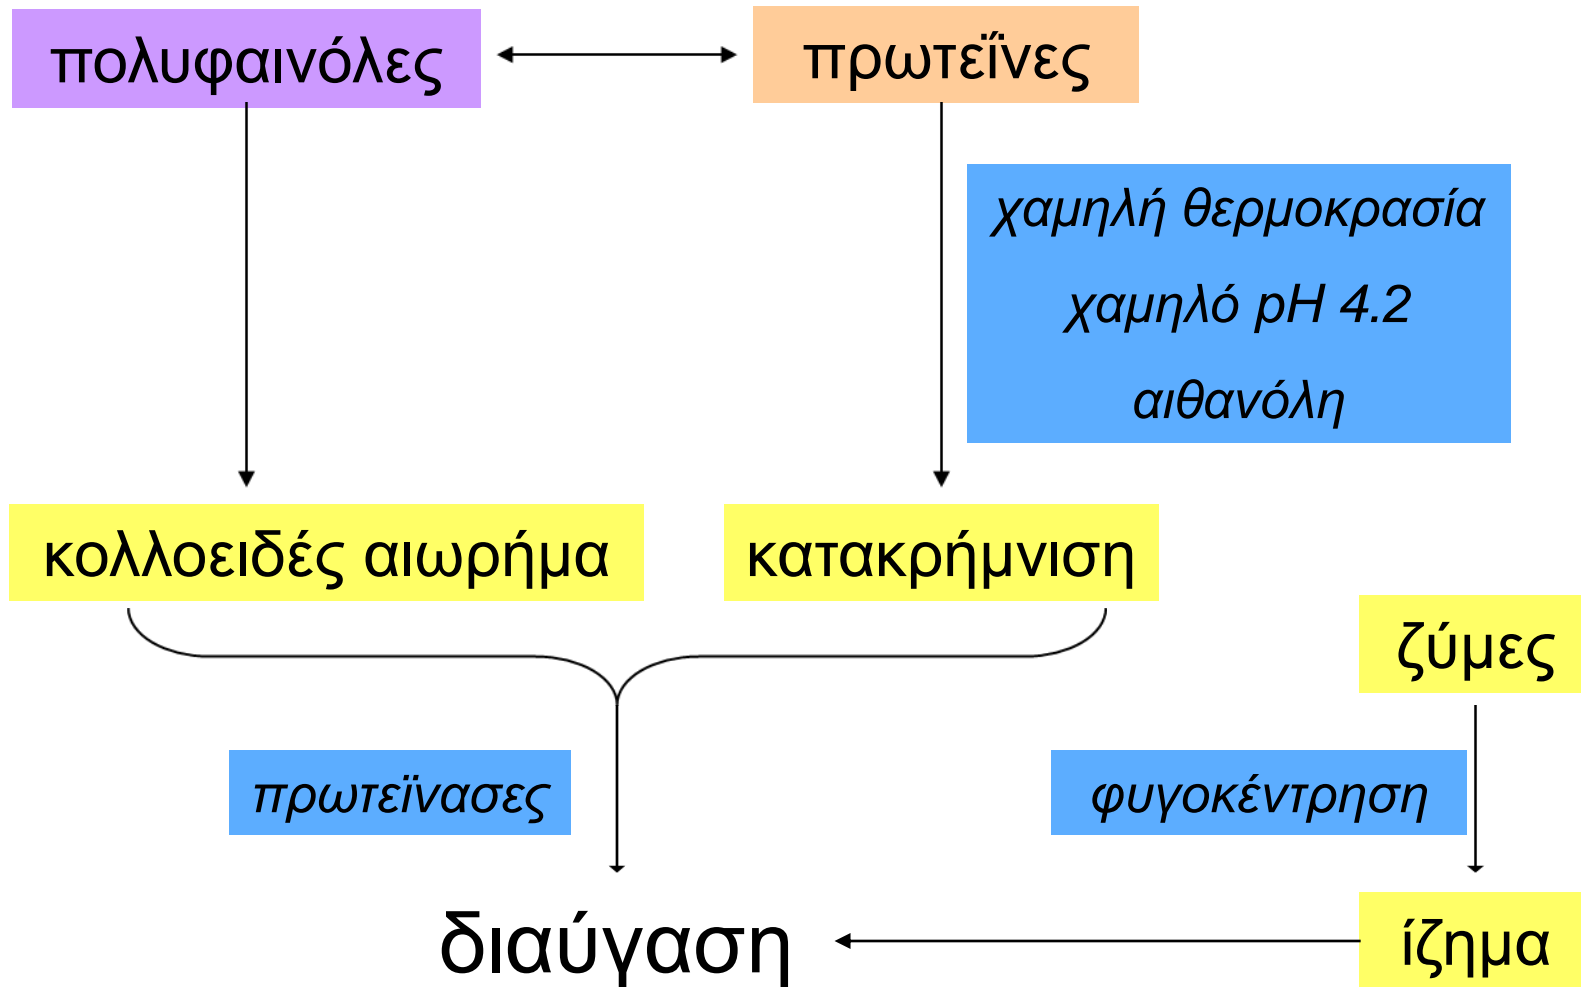 πολυφαινόλες
πρωτεΐνες
χαμηλή θερμοκρασία
χαμηλό pH 4.2
αιθανόλη
κολλοειδές αιωρήμα
κατακρήμνιση
ζύμες
πρωτεϊνασες
φυγοκέντρηση
διαύγαση
ίζημα